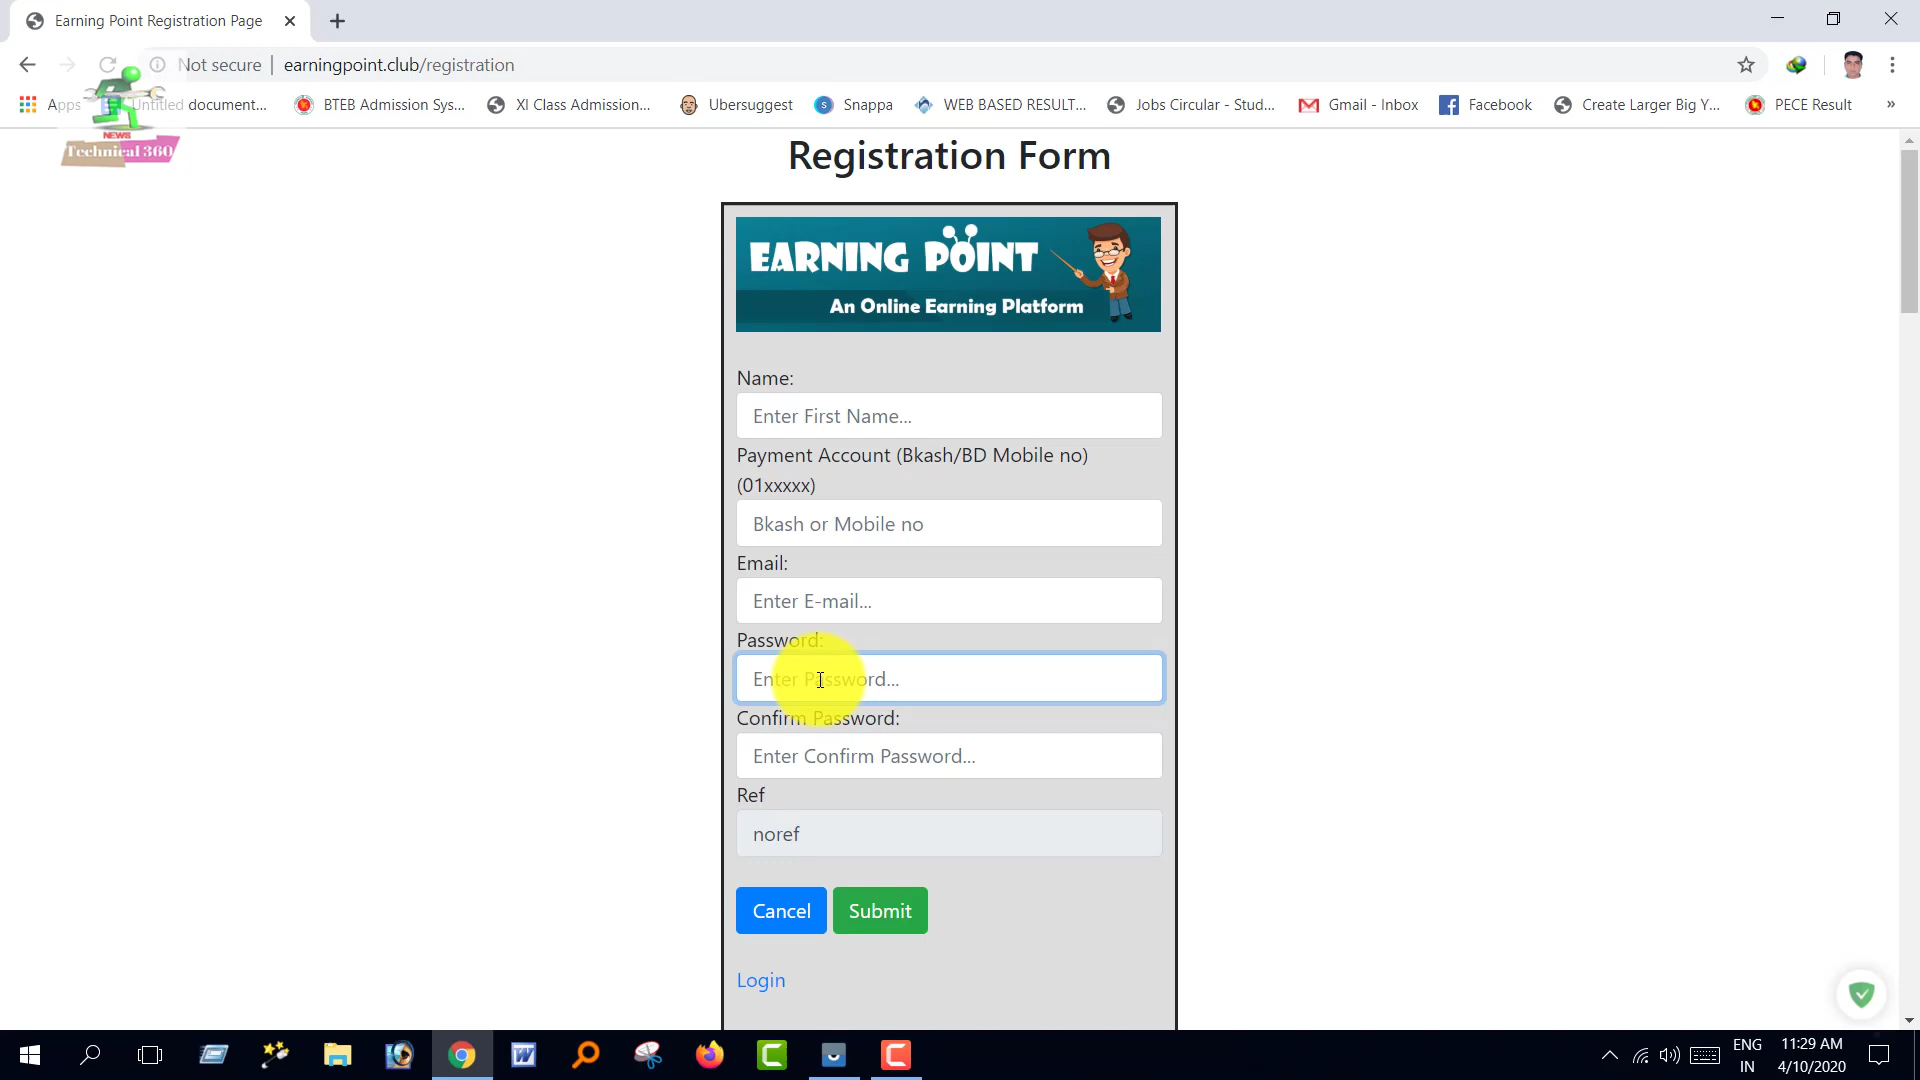 Earning Point Registration Page
Not secure | earningpoint.club/registration
Apps Untitled document... BTEB Admission Sys... XI Class Admission... Ubersuggest Snappa WEB BASED RESULT... Jobs Circular - Stud... Gmail - Inbox Facebook Create Larger Big Y... PECE Result »
NEWS
Technical 360
Registration Form
EARNING POINT
An Online Earning Platform
Name:
Enter First Name...
Payment Account (Bkash/BD Mobile no)
(01xxxxx)
Bkash or Mobile no
Email:
Enter E-mail...
Password:
Enter Password...
Confirm Password:
Enter Confirm Password...
Ref
noref
Cancel Submit
Login
ENG 11:29 AM
IN 4/10/2020